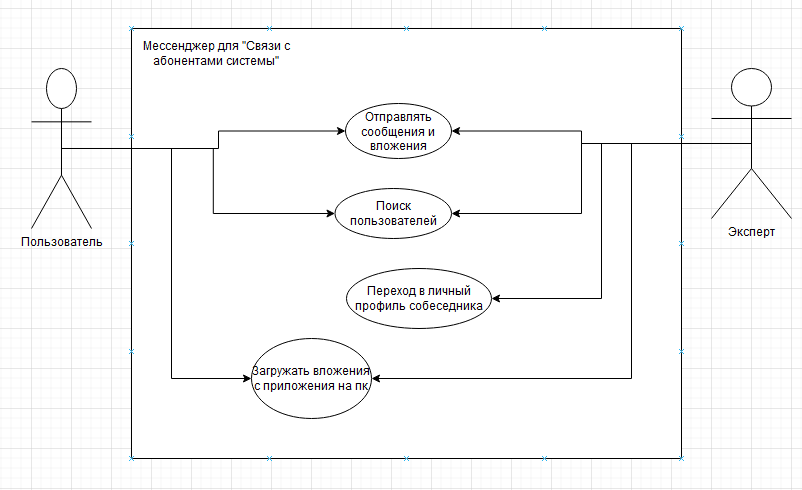 Мессенджер для "Связи с
абонентами системы"
Отправлять
сообщения и
вложения
Поиск
пользователей
Пользователь
Эксперт
Переход в личный
профиль собеседника
Загружать вложения
с приложения на пк